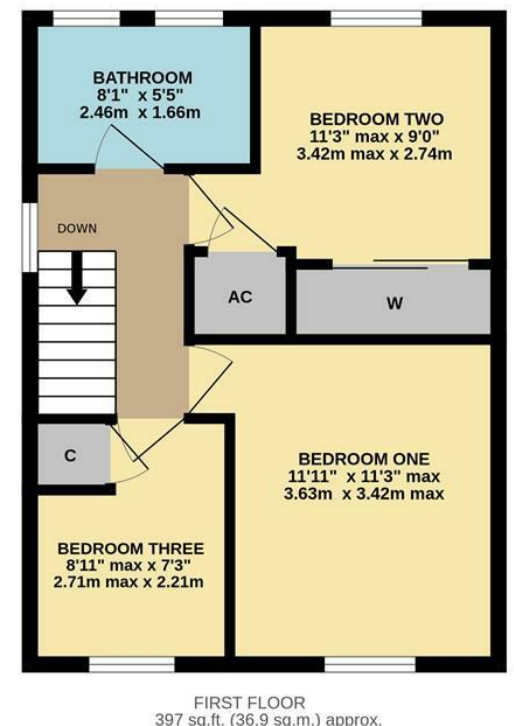 BATHROOM
8'1" x 5'5"
2.46m x 1.66m
BEDROOM TWO
11'3" max x 9'0"
3.42m max x 2.74m
DOWN
AC
W
C
BEDROOM ONE
11'11" x 11'3" max
3.63m x 3.42m max
BEDROOM THREE
8'11" max x 7'3"
2.71m max x 2.21m
FIRST FLOOR
397 sq.ft. (36.9 sq.m.) approx.